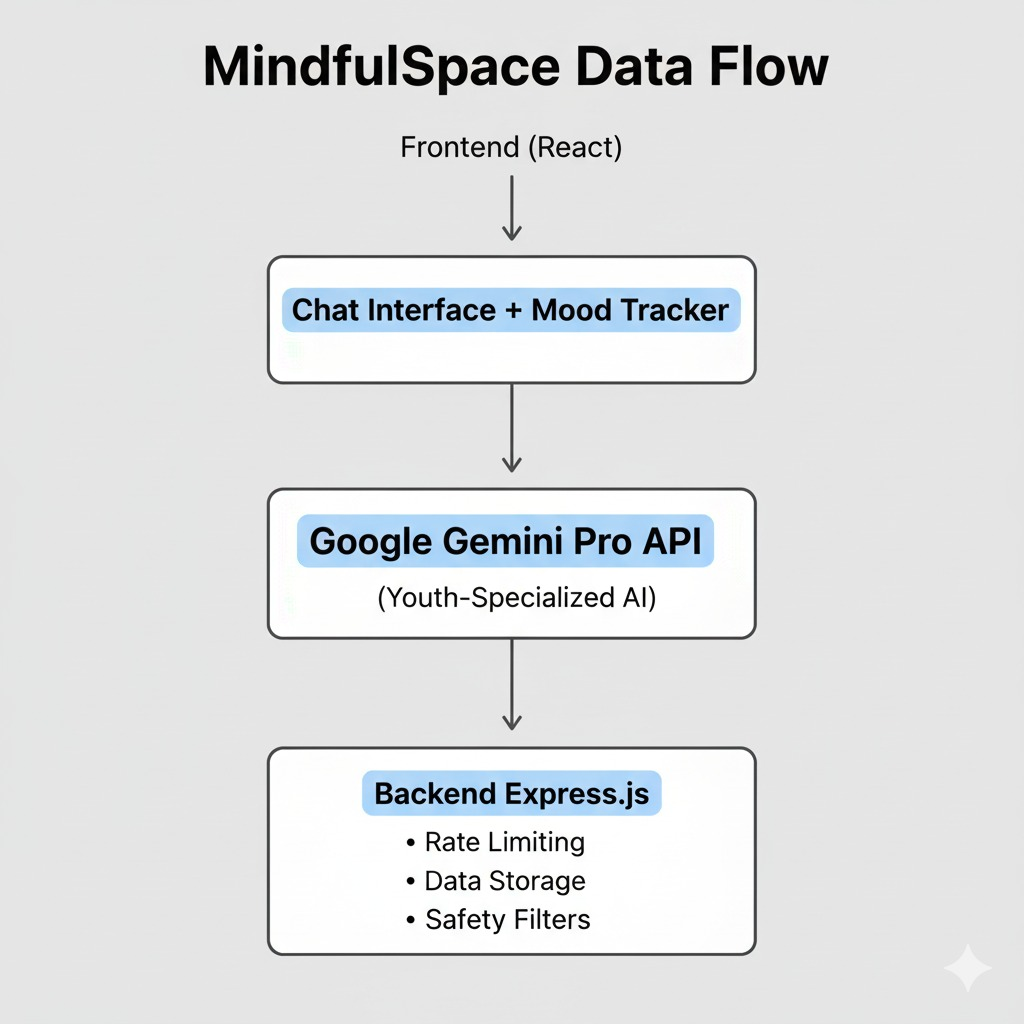 MindfulSpace Data Flow
Frontend (React)
Chat Interface + Mood Tracker
Google Gemini Pro API
(Youth-Specialized AI)
Backend Express.js
• Rate Limiting
• Data Storage
• Safety Filters